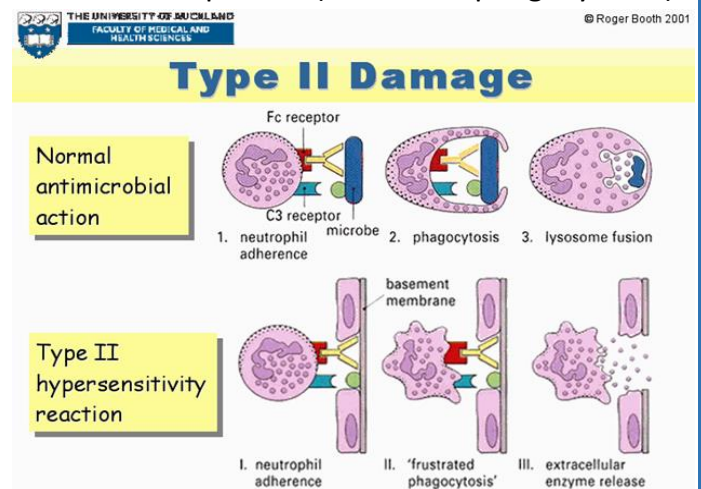 THE UNIVERSITY OF AUCKLAND
FACULTY OF MEDICAL AND
HEALTH SCIENCES
© Roger Booth 2001
Type II Damage
Normal
antimicrobial
action
Fc receptor
C3 receptor
microbe
1. neutrophil
adherence
2. phagocytosis
3. lysosome fusion
Type II
hypersensitivity
reaction
basement
membrane
I. neutrophil
adherence
II. 'frustrated
phagocytosis'
III. extracellular
enzyme release